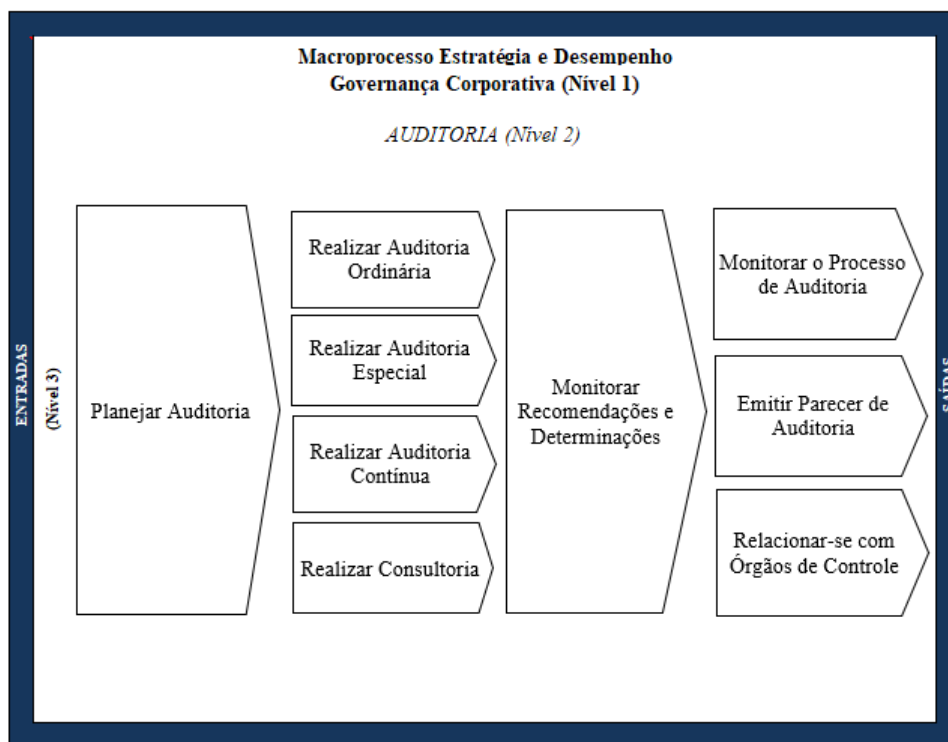 Macroprocesso Estratégia e Desempenho
Governança Corporativa (Nível 1)
AUDITORIA (Nível 2)
ENTRADAS
(Nível 3)
Planejar Auditoria
Realizar Auditoria
Ordinária
Realizar Auditoria
Especial
Realizar Auditoria
Contínua
Realizar Consultoria
Monitorar
Recomendações e
Determinações
Monitorar o Processo
de Auditoria
Emitir Parecer de
Auditoria
Relacionar-se com
Órgãos de Controle
SAÍDAS